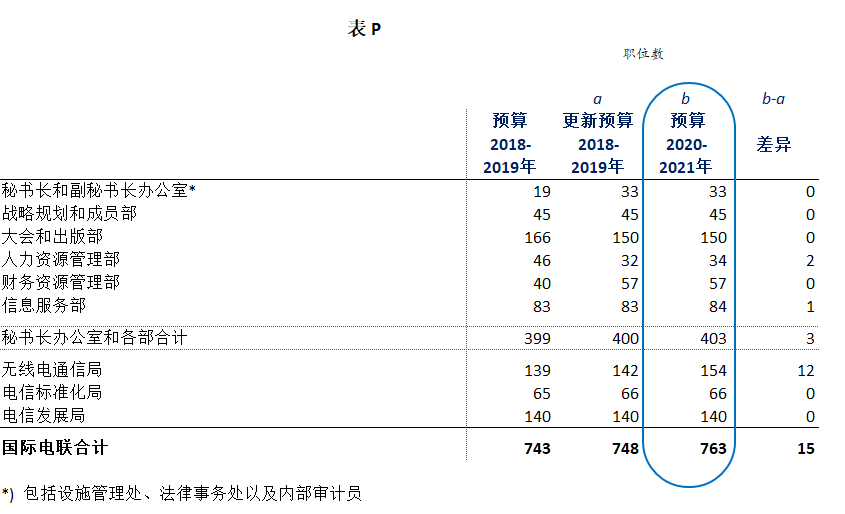 表 P
职位数
a b b-a
预算 更新预算 预算
2018- 2018- 2020- 差异
2019年 2019年 2021年
秘书长和副秘书长办公室* 19 33 33 0
战略规划和成员部 45 45 45 0
大会和出版部 166 150 150 0
人力资源管理部 46 32 34 2
财务资源管理部 40 57 57 0
信息服务部 83 83 84 1
秘书长办公室和各部合计 399 400 403 3
无线电通信局 139 142 154 12
电信标准化局 65 66 66 0
电信发展局 140 140 140 0
国际电联合计 743 748 763 15
*) 包括设施管理处、法律事务处以及内部审计员